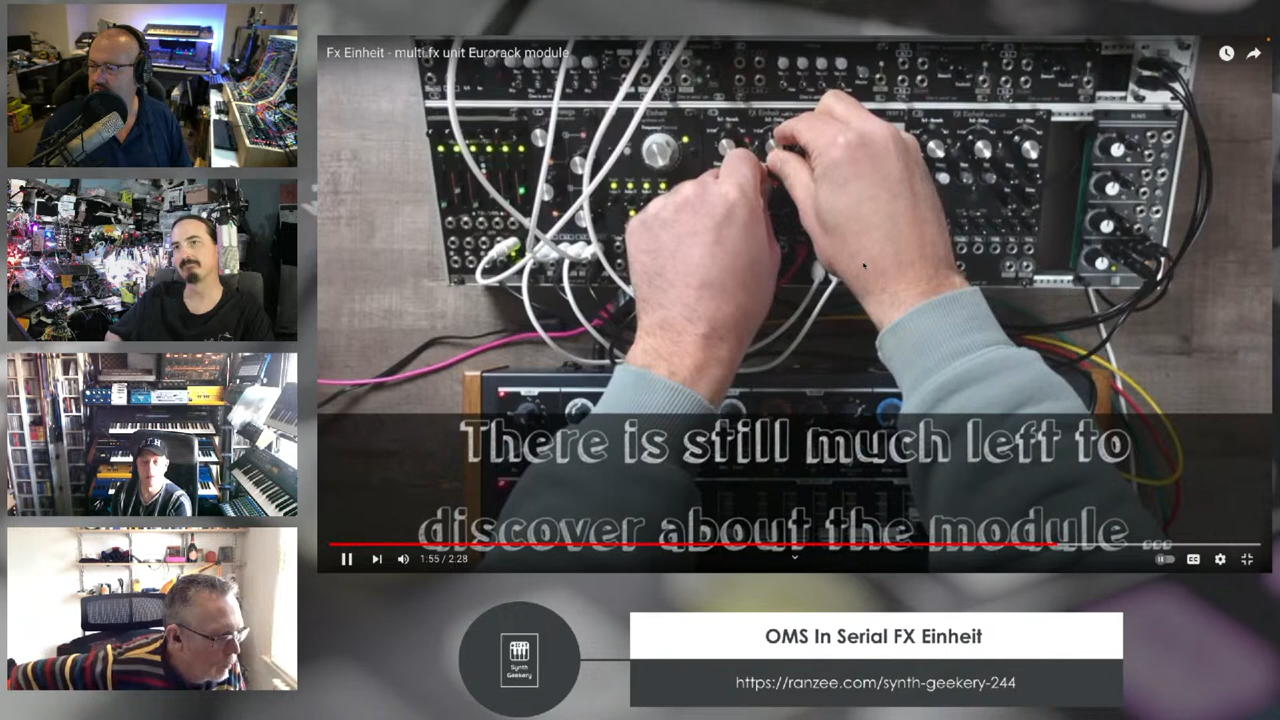 Fx Einheit - multi fx unit Eurorack module
There is still much left to
discover about the module ...
1:55 / 2:28
CC
Synth
Geekery
OMS In Serial FX Einheit
https://ranzee.com/synth-geekery-244